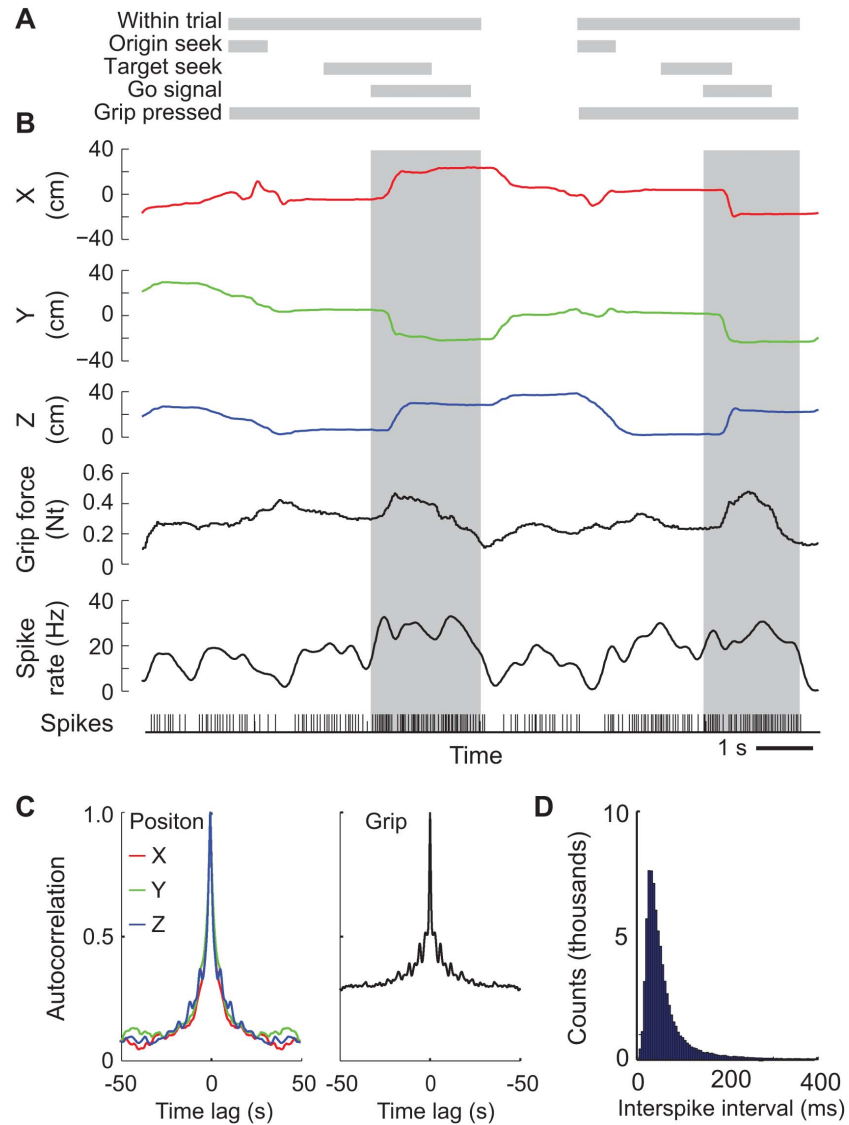 A
Within trial
Origin seek
Target seek
Go signal
Grip pressed
B
X
(cm)
40
0
−40
Y
(cm)
40
0
−40
Z
(cm)
40
0
Grip force
(Nt)
0.6
0.4
0.2
0
Spike
rate (Hz)
40
20
0
Spikes
Time
1 s
C
Autocorrelation
1.0
0.5
0
Positon
X
Y
Z
-50
0
50
Time lag (s)
Grip
-50
0
-50
Time lag (s)
D
Counts (thousands)
10
5
0
0
200
400
Interspike interval (ms)